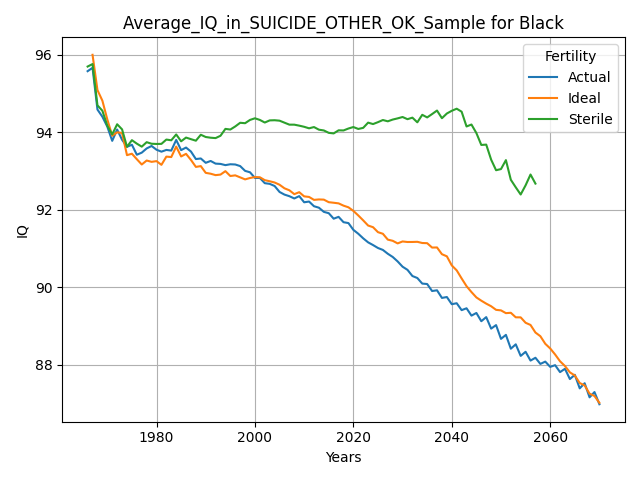 Average_IQ_in_SUICIDE_OTHER_OK_Sample for Black
Fertility
Actual
Ideal
Sterile
IQ
96
94
92
90
88
1980
2000
2020
2040
2060
Years